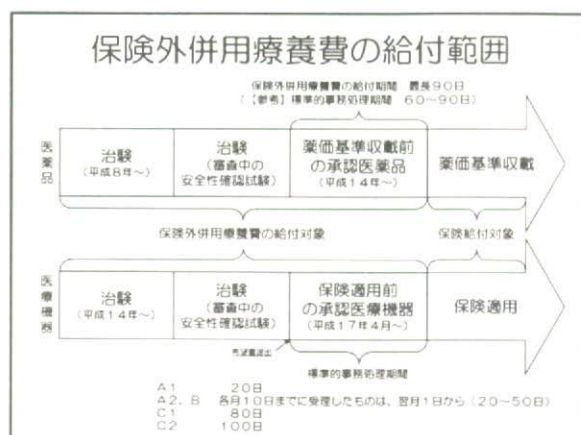 保険外併用療養費の給付範囲
保険外併用療養費の給付期間 最長90日
(【参考】標準的事務処理期間 60~90日)
医薬品
治験
(平成8年~)
治験
(審査中の
安全性確認試験)
薬価基準収載前
の承認医薬品
(平成14年~)
薬価基準収載
保険外併用療養費の給付対象
保険給付対象
医療機器
治験
(平成14年~)
治験
(審査中の
安全性確認試験)
保険適用前
の承認医療機器
(平成17年4月~)
保険適用
標準的事務処理期間
A1 20日
A2、B 各月10日までに受理したものは、翌月1日から(20~50日)
C1 80日
C2 100日